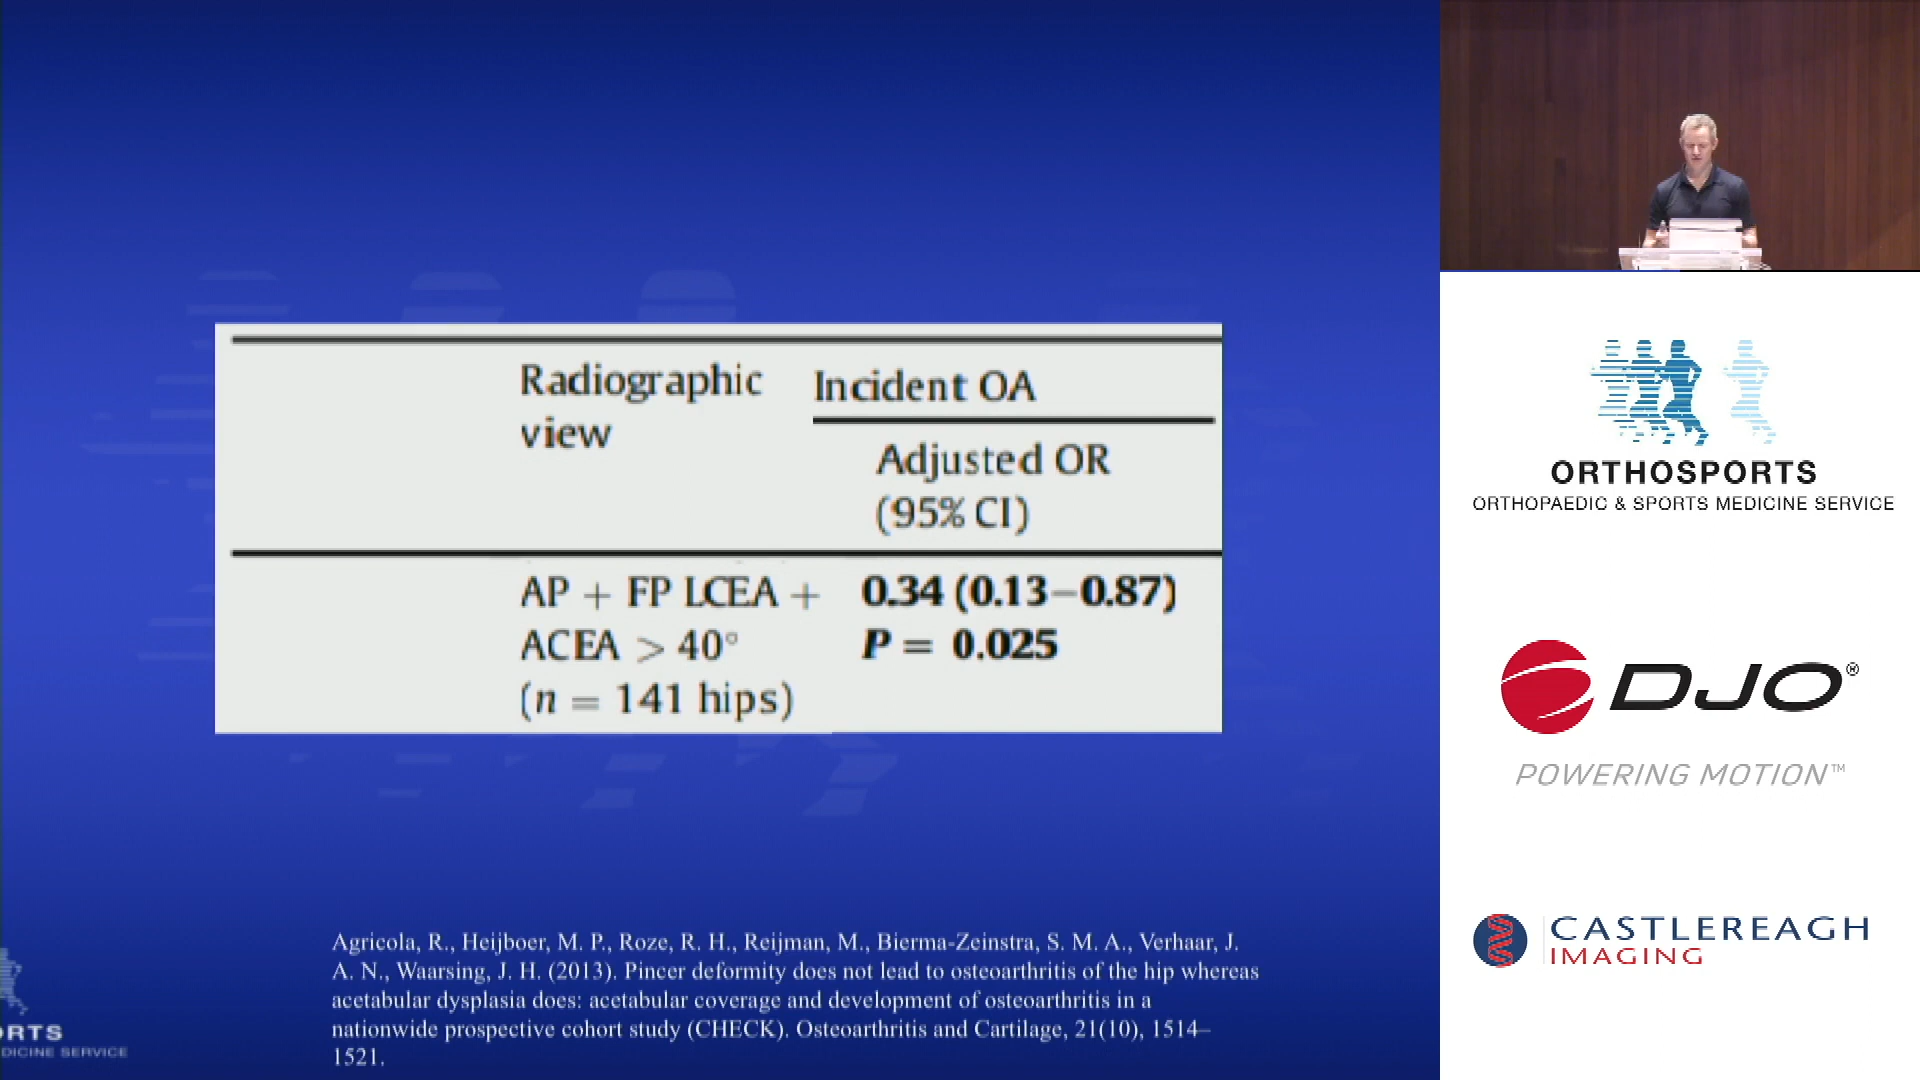 Radiographic
view
Incident OA
Adjusted OR
(95% CI)
AP + FP LCEA +
ACEA > 40°
(n = 141 hips)
0.34 (0.13–0.87)
P = 0.025
Agricola, R., Heijboer, M. P., Roze, R. H., Reijman, M., Bierma-Zeinstra, S. M. A., Verhaar, J.
A. N., Waarsing, J. H. (2013). Pincer deformity does not lead to osteoarthritis of the hip whereas
acetabular dysplasia does: acetabular coverage and development of osteoarthritis in a
nationwide prospective cohort study (CHECK). Osteoarthritis and Cartilage, 21(10), 1514–
1521.
ORTS
DICINE SERVICE
ORTHOSPORTS
ORTHOPAEDIC & SPORTS MEDICINE SERVICE
DJO®
POWERING MOTION™
CASTLEREAGH
IMAGING